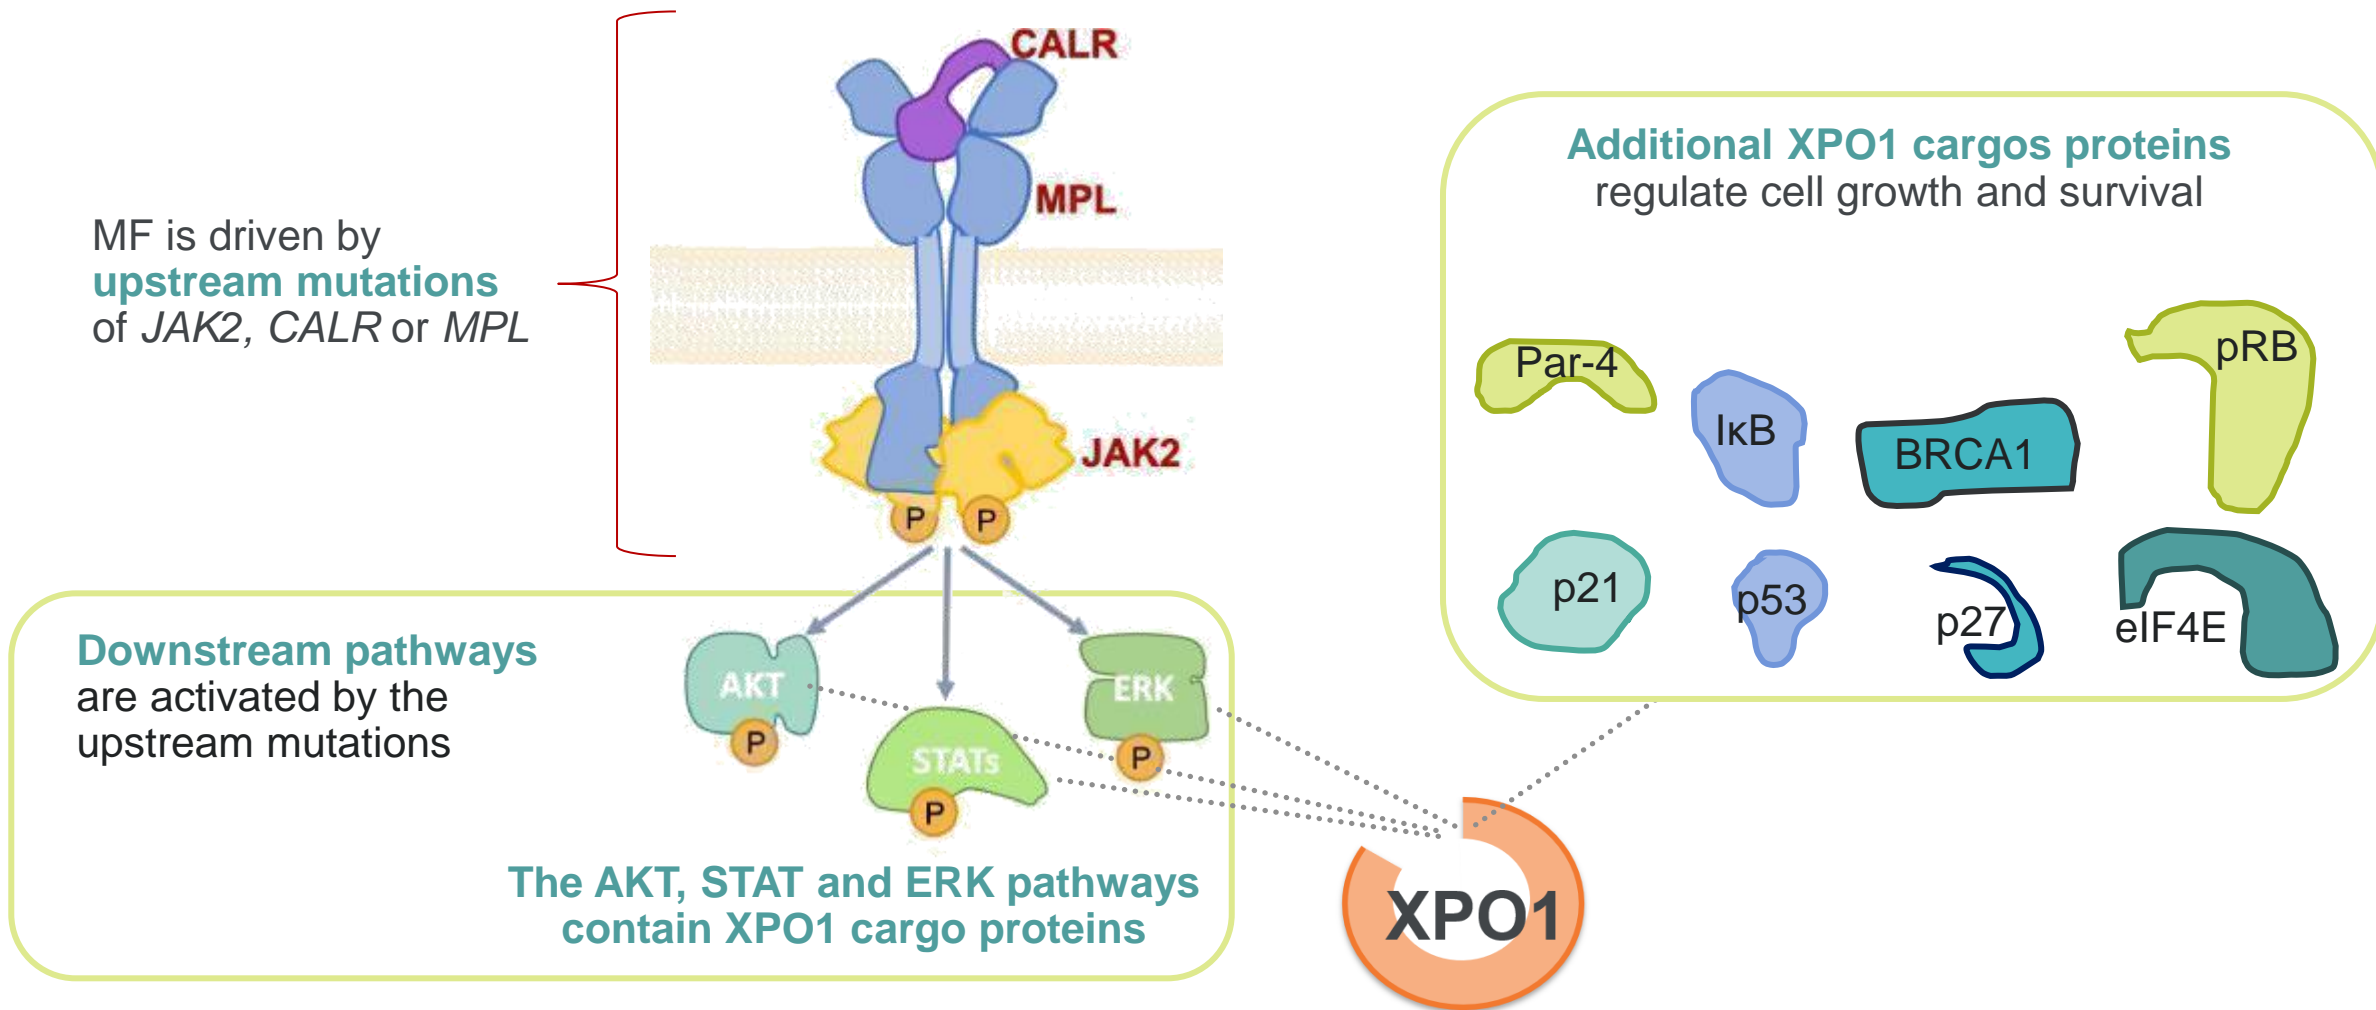 CALR
MPL
JAK2
P
P
MF is driven by
upstream mutations
of JAK2, CALR or MPL
Downstream pathways
are activated by the
upstream mutations
AKT
P
STATs
P
ERK
P
The AKT, STAT and ERK pathways
contain XPO1 cargo proteins
XPO1
Additional XPO1 cargos proteins
regulate cell growth and survival
Par-4
IκB
BRCA1
pRB
p21
p53
p27
eIF4E